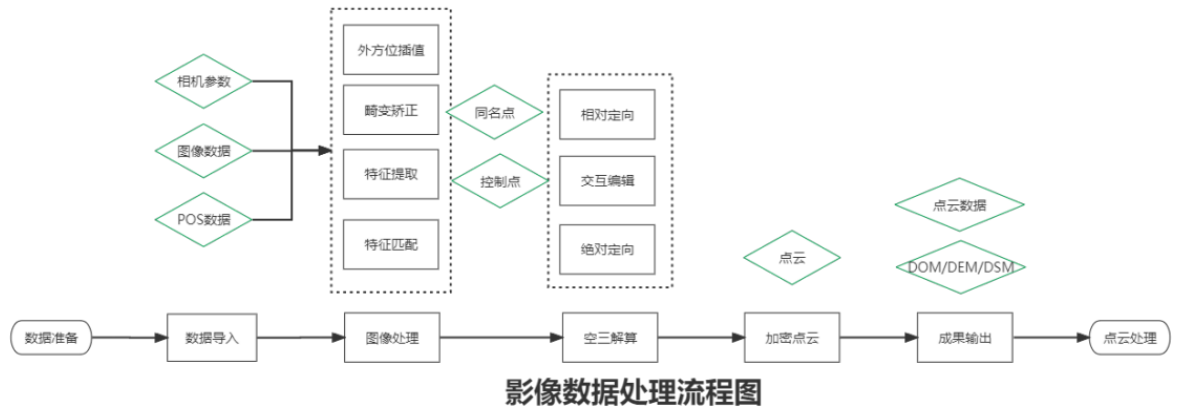 外方位插值
畸变矫正
特征提取
特征匹配
相机参数
图像数据
POS数据
同名点
控制点
相对定向
交互编辑
绝对定向
点云
点云数据
DOM/DEM/DSM
数据准备
数据导入
图像处理
空三解算
加密点云
成果输出
点云处理
影像数据处理流程图